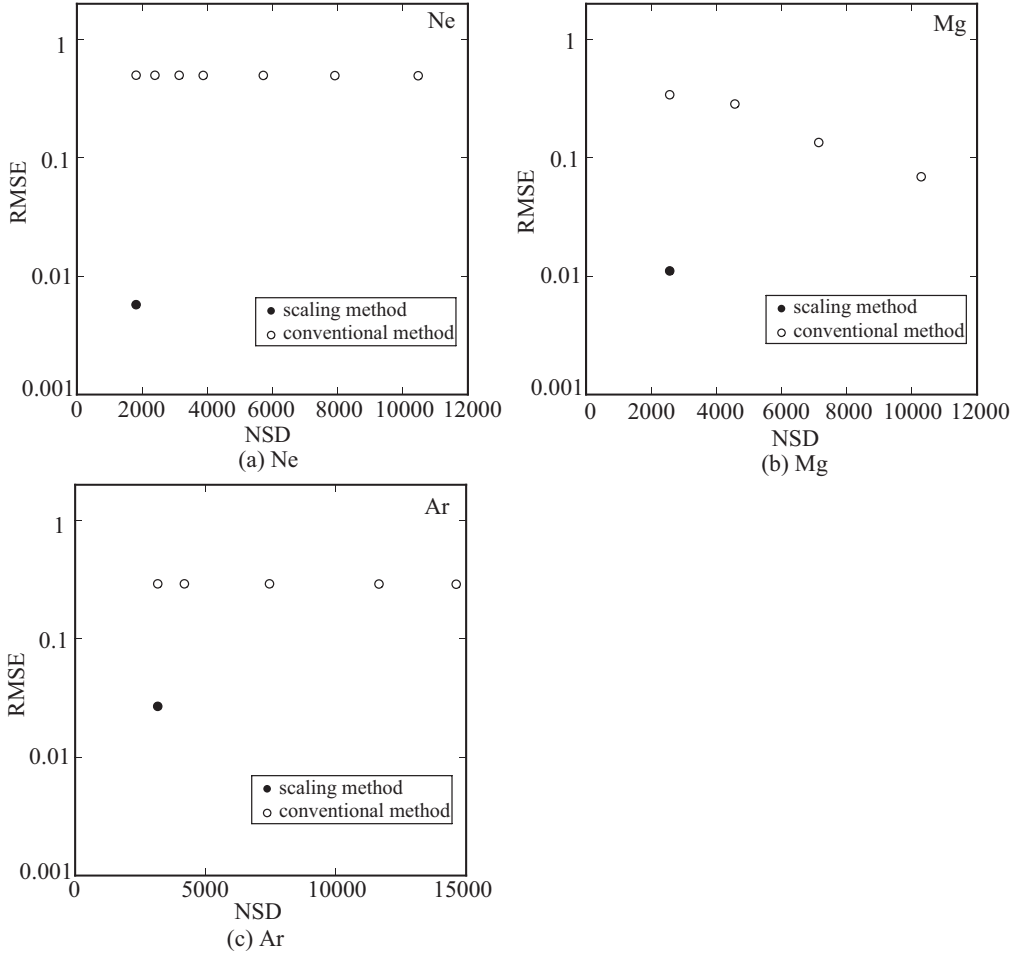 Ne
1
0.1
0.01
0.001
RMSE
scaling method
conventional method
0 2000 4000 6000 8000 10000 12000
NSD
(a) Ne
Mg
1
0.1
0.01
0.001
RMSE
scaling method
conventional method
0 2000 4000 6000 8000 10000 12000
NSD
(b) Mg
Ar
1
0.1
0.01
0.001
RMSE
scaling method
conventional method
0 5000 10000 15000
NSD
(c) Ar